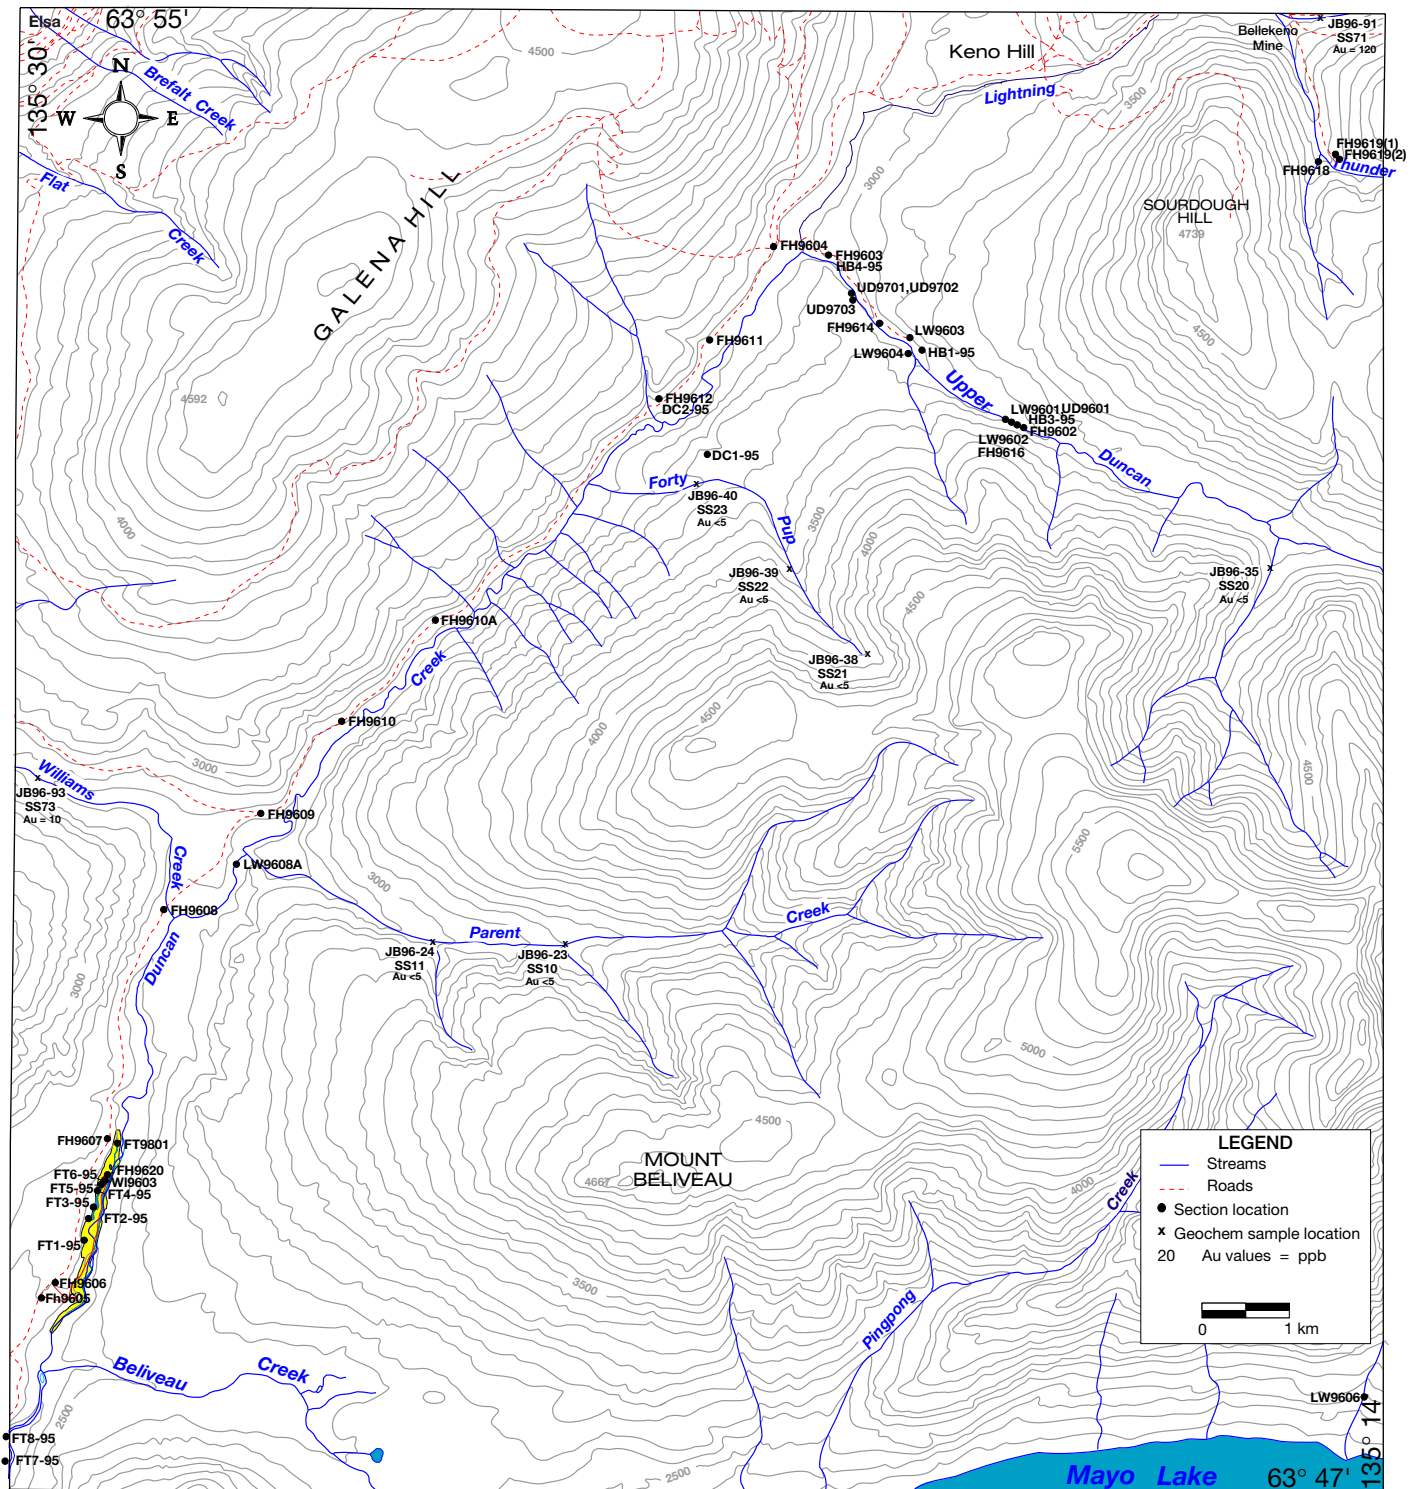 Elsa
63° 55'
135° 30'
N
W
E
S
Brefalt Creek
Flat
Creek
4500
Keno Hill
Lightning
3500
3000
Bellekeno
Mine
JB96-91
SS71
Au = 120
FH9619(1)
FH9619(2)
FH9618
Thunder
SOURDOUGH
HILL
4739
4500
GALENA HILL
4592
4000
FH9604
FH9603
HB4-95
UD9701,UD9702
UD9703
FH9614
LW9603
LW9604
HB1-95
FH9611
FH9612
DC2-95
Upper
LW9601
UD9601
HB3-95
FH9602
LW9602
FH9616
Duncan
DC1-95
Forty
JB96-40
SS23
Au <5
Pup
3500
4000
4500
JB96-39
SS22
Au <5
JB96-35
SS20
Au <5
JB96-38
SS21
Au <5
FH9610A
Creek
FH9610
4500
4000
3000
4500
Williams
JB96-93
SS73
Au = 10
FH9609
Creek
LW9608A
3000
5500
FH9608
Duncan
Parent
Creek
JB96-24
SS11
Au <5
JB96-23
SS10
Au <5
3000
5000
4500
MOUNT
BELIVEAU
4667
FH9607
FT9801
FH9620
FT6-95
WI9603
FT5-95
FT4-95
FT3-95
FT2-95
FT1-95
FH9606
Fh9605
3500
4000
Creek
Pingpong
LEGEND
Streams
Roads
Section location
x Geochem sample location
20 Au values = ppb
0 1 km
Beliveau
Creek
2500
FT8-95
FT7-95
2500
LW9606
Mayo Lake
63° 47'
135° 14